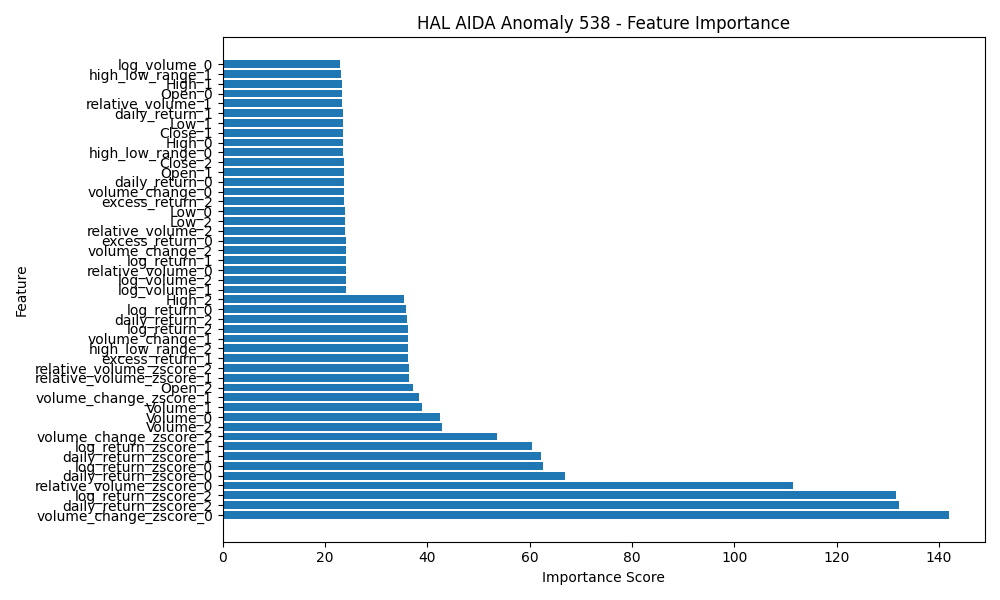 HAL AIDA Anomaly 538 - Feature Importance
log_volume_0
high_low_range_1
High_1
Open_0
relative_volume_1
daily_return_1
Low_1
Close_1
High_0
high_low_range_0
Close_2
Open_1
daily_return_0
volume_change_0
excess_return_2
Low_0
Low_2
relative_volume_2
excess_return_0
volume_change_2
log_return_1
relative_volume_0
log_volume_2
log_volume_1
High_2
log_return_0
daily_return_2
log_return_2
volume_change_1
high_low_range_2
excess_return_1
relative_volume_zscore_2
relative_volume_zscore_1
Open_2
volume_change_zscore_1
Volume_1
Volume_0
Volume_2
volume_change_zscore_2
log_return_zscore_1
daily_return_zscore_1
log_return_zscore_0
daily_return_zscore_0
relative_volume_zscore_0
log_return_zscore_2
daily_return_zscore_2
volume_change_zscore_0
Feature
0 20 40 60 80 100 120 140
Importance Score